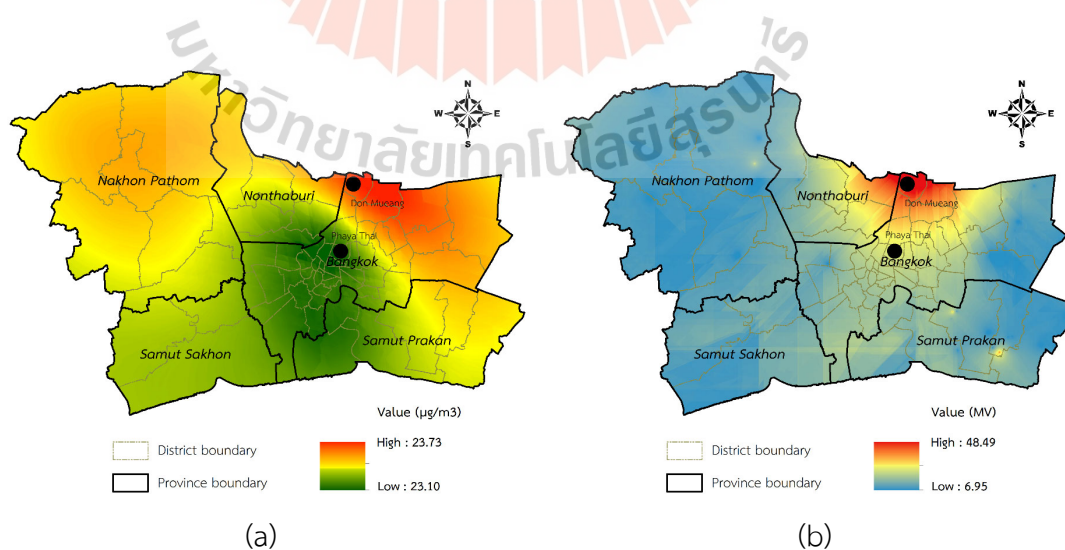 มหาวิทยาลัยเทคโนโลยีสุรนารี
N
W E
S
Nakhon Pathom
Nonthaburi
Don Mueang
Phaya Thai
Bangkok
Samut Sakhon
Samut Prakan
Value (µg/m3)
High : 23.73
Low : 23.10
District boundary
Province boundary
(a)
N
W E
S
Nakhon Pathom
Nonthaburi
Don Mueang
Phaya Thai
Bangkok
Samut Sakhon
Samut Prakan
Value (MV)
High : 48.49
Low : 6.95
District boundary
Province boundary
(b)